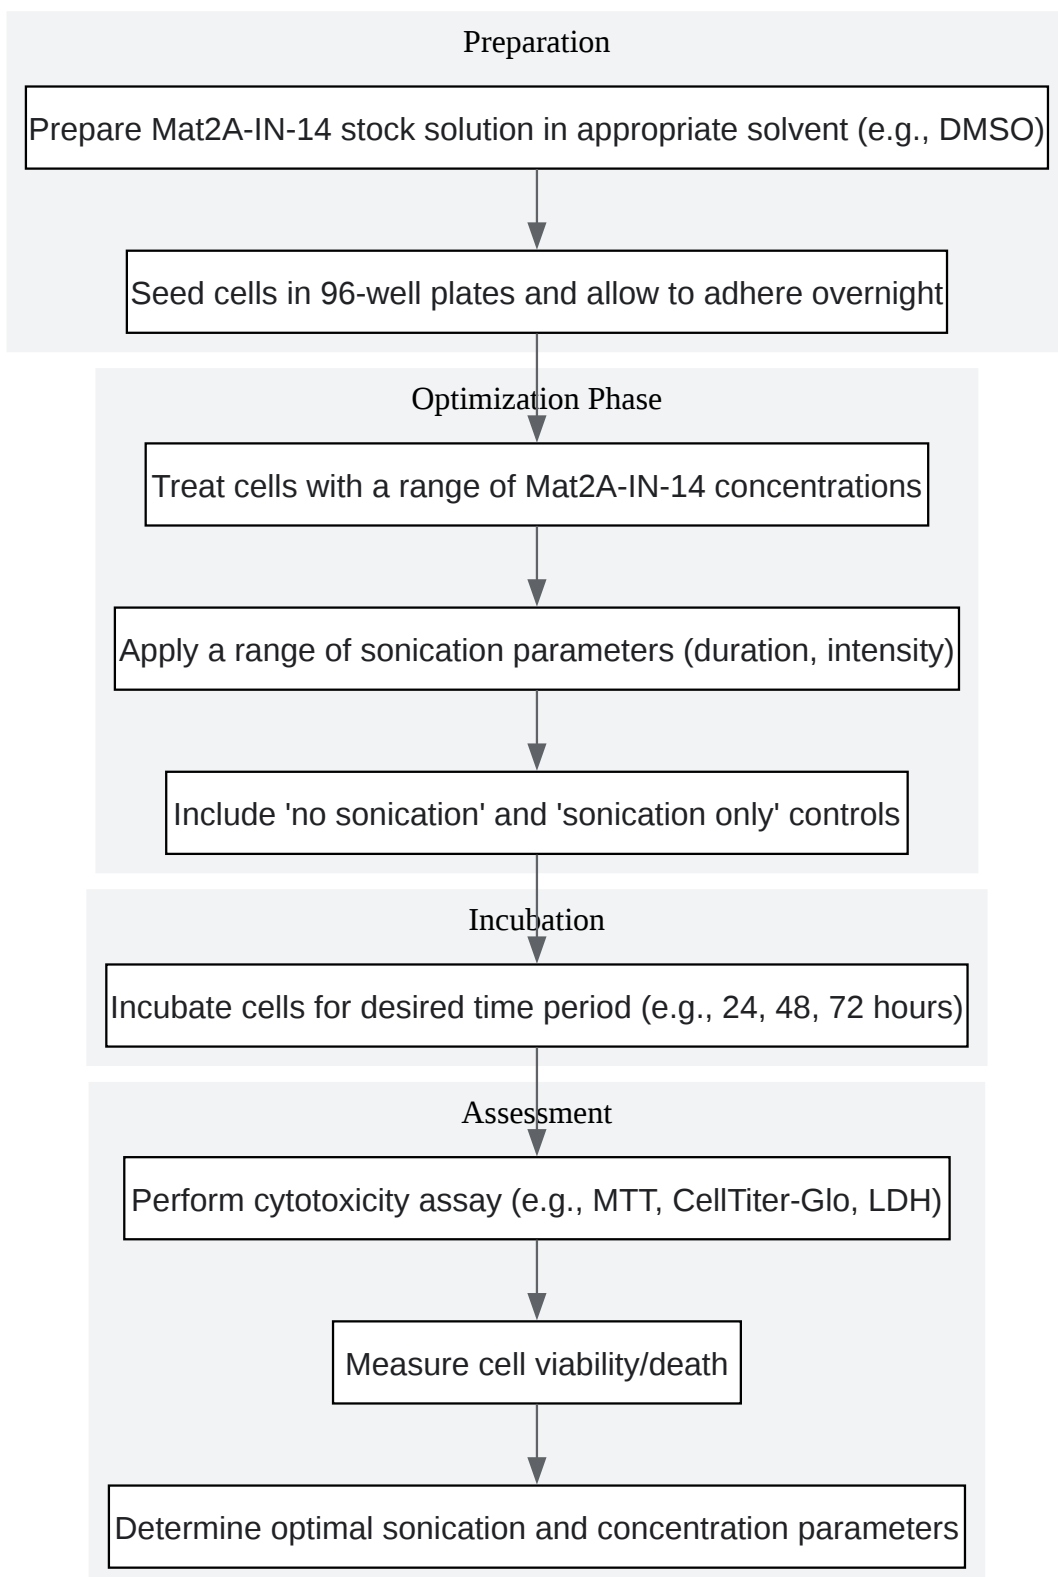 Preparation
Prepare Mat2A-IN-14 stock solution in appropriate solvent (e.g., DMSO)
Seed cells in 96-well plates and allow to adhere overnight
Optimization Phase
Treat cells with a range of Mat2A-IN-14 concentrations
Apply a range of sonication parameters (duration, intensity)
Include 'no sonication' and 'sonication only' controls
Incubation
Incubate cells for desired time period (e.g., 24, 48, 72 hours)
Assessment
Perform cytotoxicity assay (e.g., MTT, CellTiter-Glo, LDH)
Measure cell viability/death
Determine optimal sonication and concentration parameters